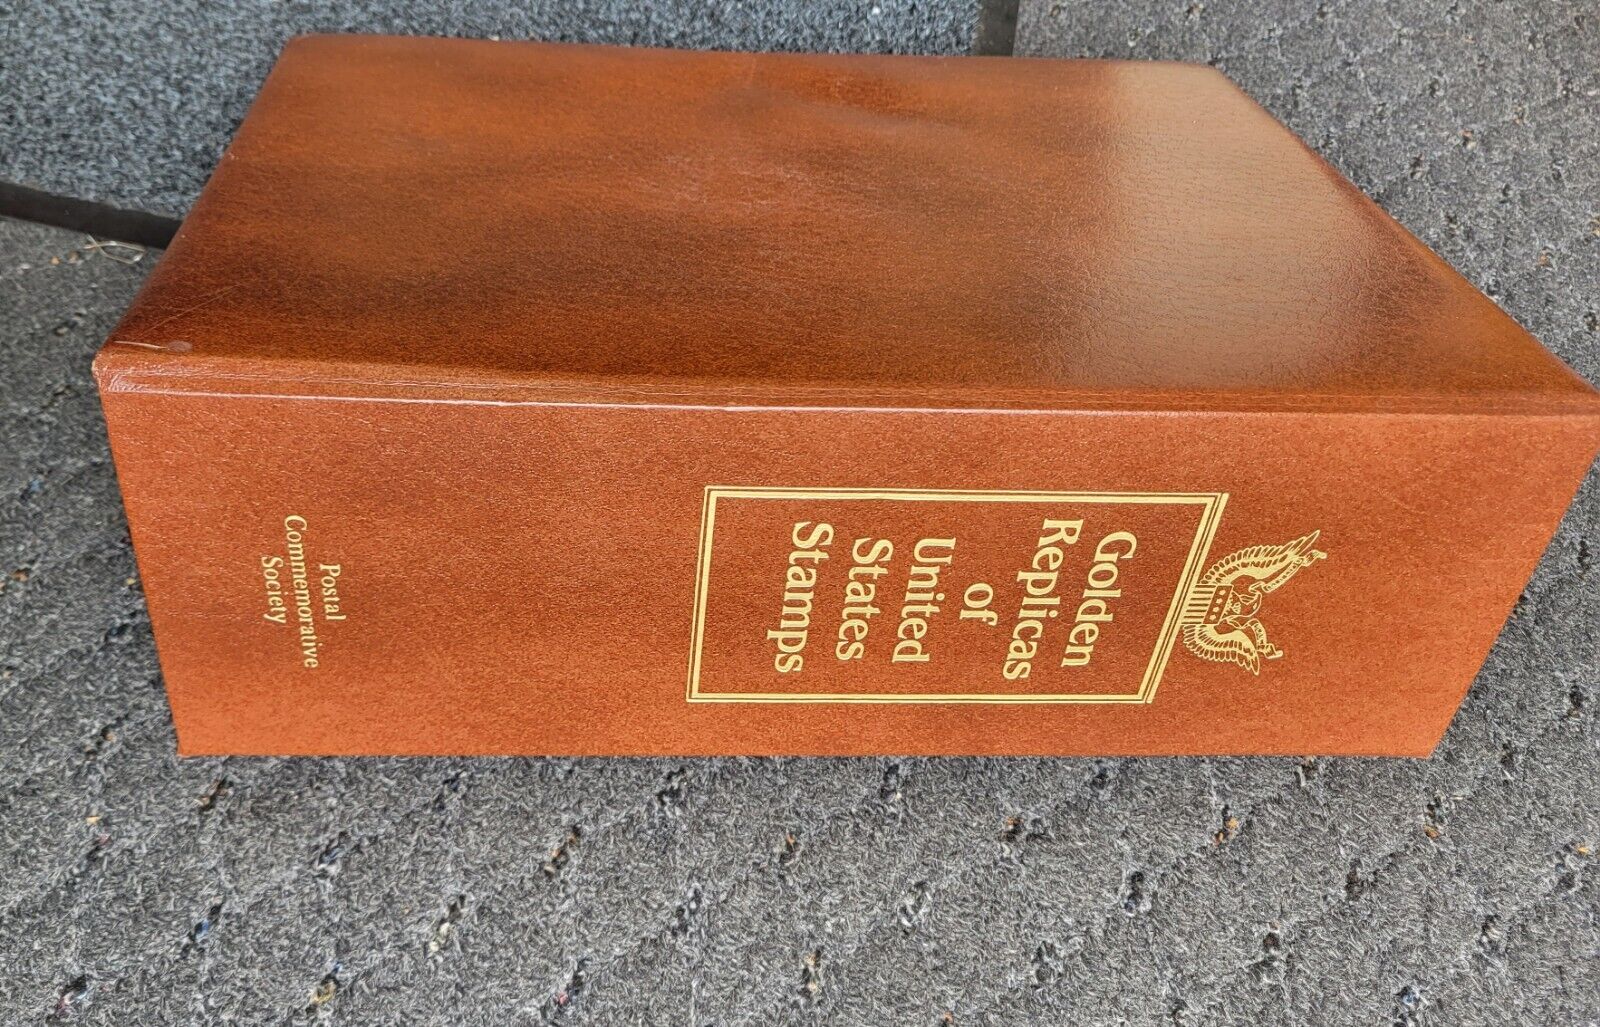 Golden
Replicas
of
United
States
Stamps
Postal
Commemorative
Society